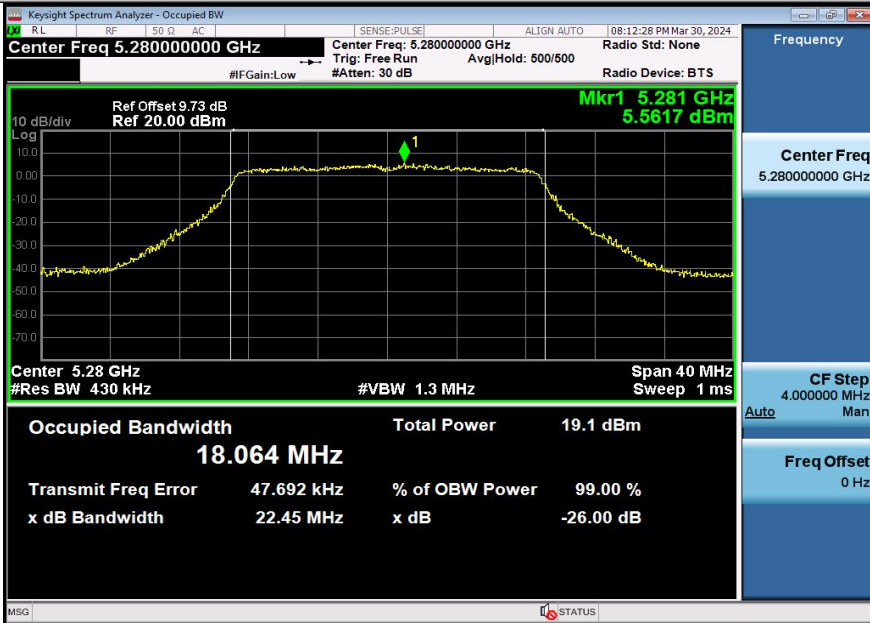 Keysight Spectrum Analyzer - Occupied BW
LXI RL RF 50 Ω AC SENSE:PULSE ALIGN AUTO 08:12:28 PM Mar 30, 2024
Center Freq 5.280000000 GHz
Center Freq: 5.280000000 GHz
Radio Std: None
Trig: Free Run Avg|Hold: 500/500
#IFGain:Low #Atten: 30 dB Radio Device: BTS
Frequency
Mkr1 5.281 GHz
5.5617 dBm
Ref Offset 9.73 dB
10 dB/div Ref 20.00 dBm
Log
1
10.0
0.00
-10.0
-20.0
-30.0
-40.0
-50.0
-60.0
-70.0
Center 5.28 GHz Span 40 MHz
#Res BW 430 kHz #VBW 1.3 MHz Sweep 1 ms
Occupied Bandwidth Total Power 19.1 dBm
18.064 MHz
Transmit Freq Error 47.692 kHz % of OBW Power 99.00 %
x dB Bandwidth 22.45 MHz x dB -26.00 dB
Center Freq
5.280000000 GHz
CF Step
4.000000 MHz
Auto Man
Freq Offset
0 Hz
MSG STATUS